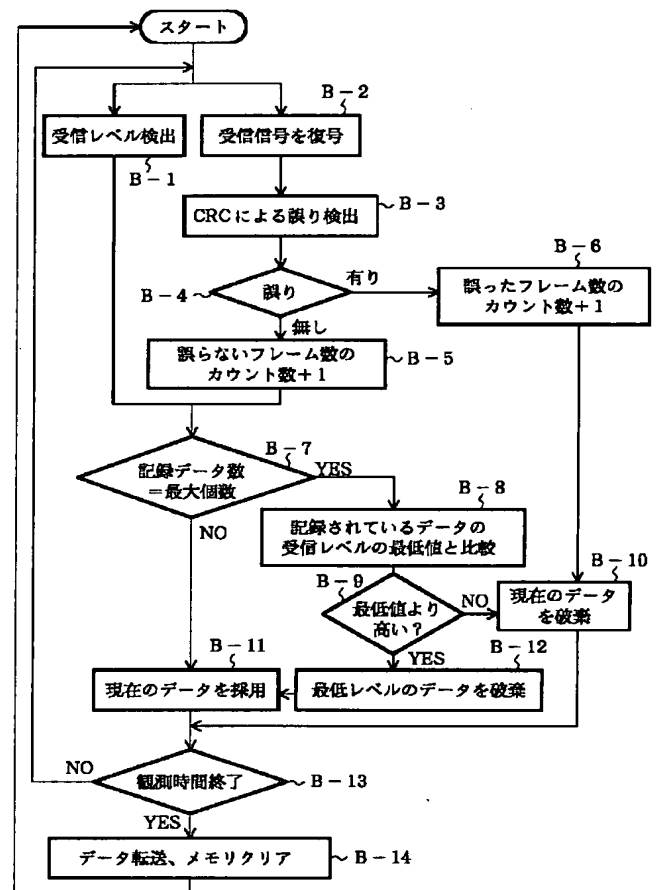 スタート
B-2
受信レベル検出
受信信号を復号
B-1
CRCによる誤り検出
B-3
B-6
B-4
誤り
有り
誤ったフレーム数の
カウント数+1
無し
誤らないフレーム数の
カウント数+1
B-5
B-7
記録データ数
=最大個数
YES
NO
B-8
記録されているデータの
受信レベルの最低値と比較
B-9
最低値より
高い?
NO
YES
B-10
現在のデータ
を破棄
B-11
現在のデータを採用
B-12
最低レベルのデータを破棄
NO
観測時間終了
B-13
YES
データ転送、メモリクリア
B-14